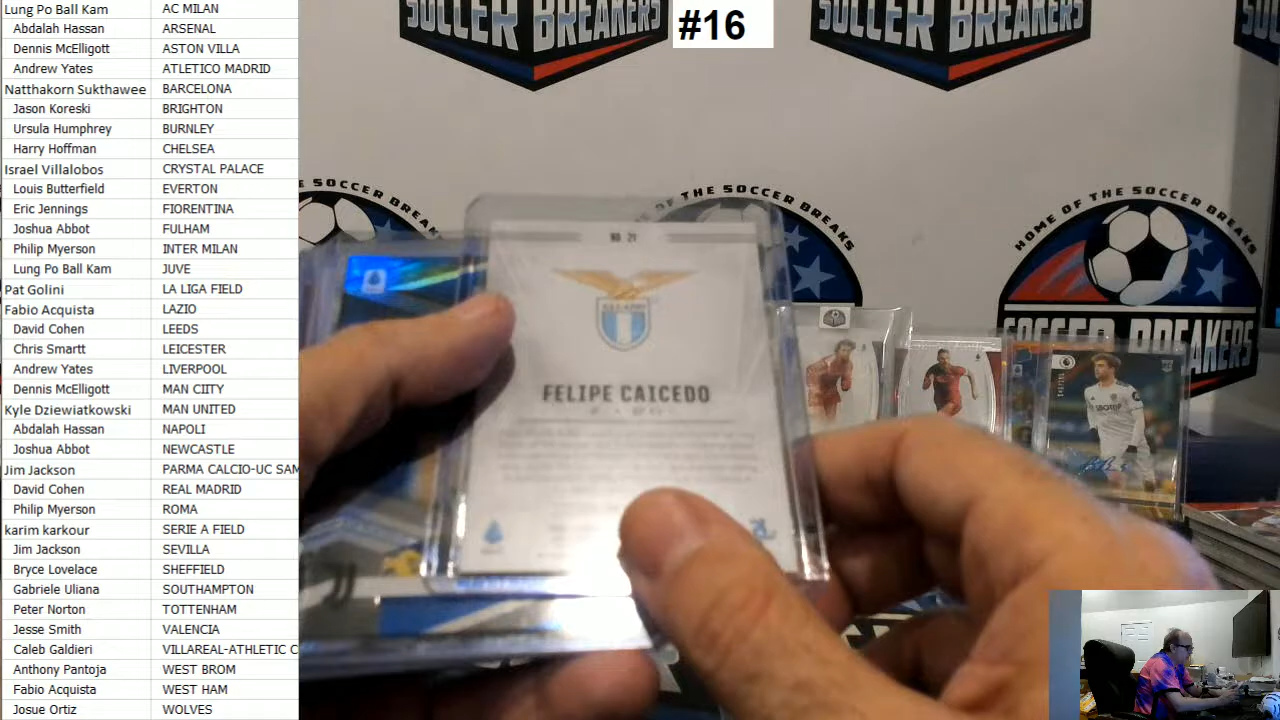 Lung Po Ball Kam AC MILAN
Abdalah Hassan ARSENAL
Dennis McElligott ASTON VILLA
Andrew Yates ATLETICO MADRID
Natthakorn Sukthawee BARCELONA
Jason Koreski BRIGHTON
Ursula Humphrey BURNLEY
Harry Hoffman CHELSEA
Israel Villalobos CRYSTAL PALACE
Louis Butterfield EVERTON
Eric Jennings FIORENTINA
Joshua Abbot FULHAM
Philip Myerson INTER MILAN
Lung Po Ball Kam JUVE
Pat Golini LA LIGA FIELD
Fabio Acquista LAZIO
David Cohen LEEDS
Chris Smartt LEICESTER
Andrew Yates LIVERPOOL
Dennis McElligott MAN CIITY
Kyle Dziewiatkowski MAN UNITED
Abdalah Hassan NAPOLI
Joshua Abbot NEWCASTLE
Jim Jackson PARMA CALCIO-UC SAM
David Cohen REAL MADRID
Philip Myerson ROMA
karim karkour SERIE A FIELD
Jim Jackson SEVILLA
Bryce Lovelace SHEFFIELD
Gabriele Uliana SOUTHAMPTON
Peter Norton TOTTENHAM
Jesse Smith VALENCIA
Caleb Galdieri VILLAREAL-ATHLETIC C
Anthony Pantoja WEST BROM
Fabio Acquista WEST HAM
Josue Ortiz WOLVES
SOCCER BREAKERS
#16
SOCCER BREAKERS
SOC
E SOCCER BREAKS
OF THE SOCCER BREAKS
HOME OF THE SOCCER BREAKS
SOCCER BREAKERS
NO 21
FELIPE CAICEDO